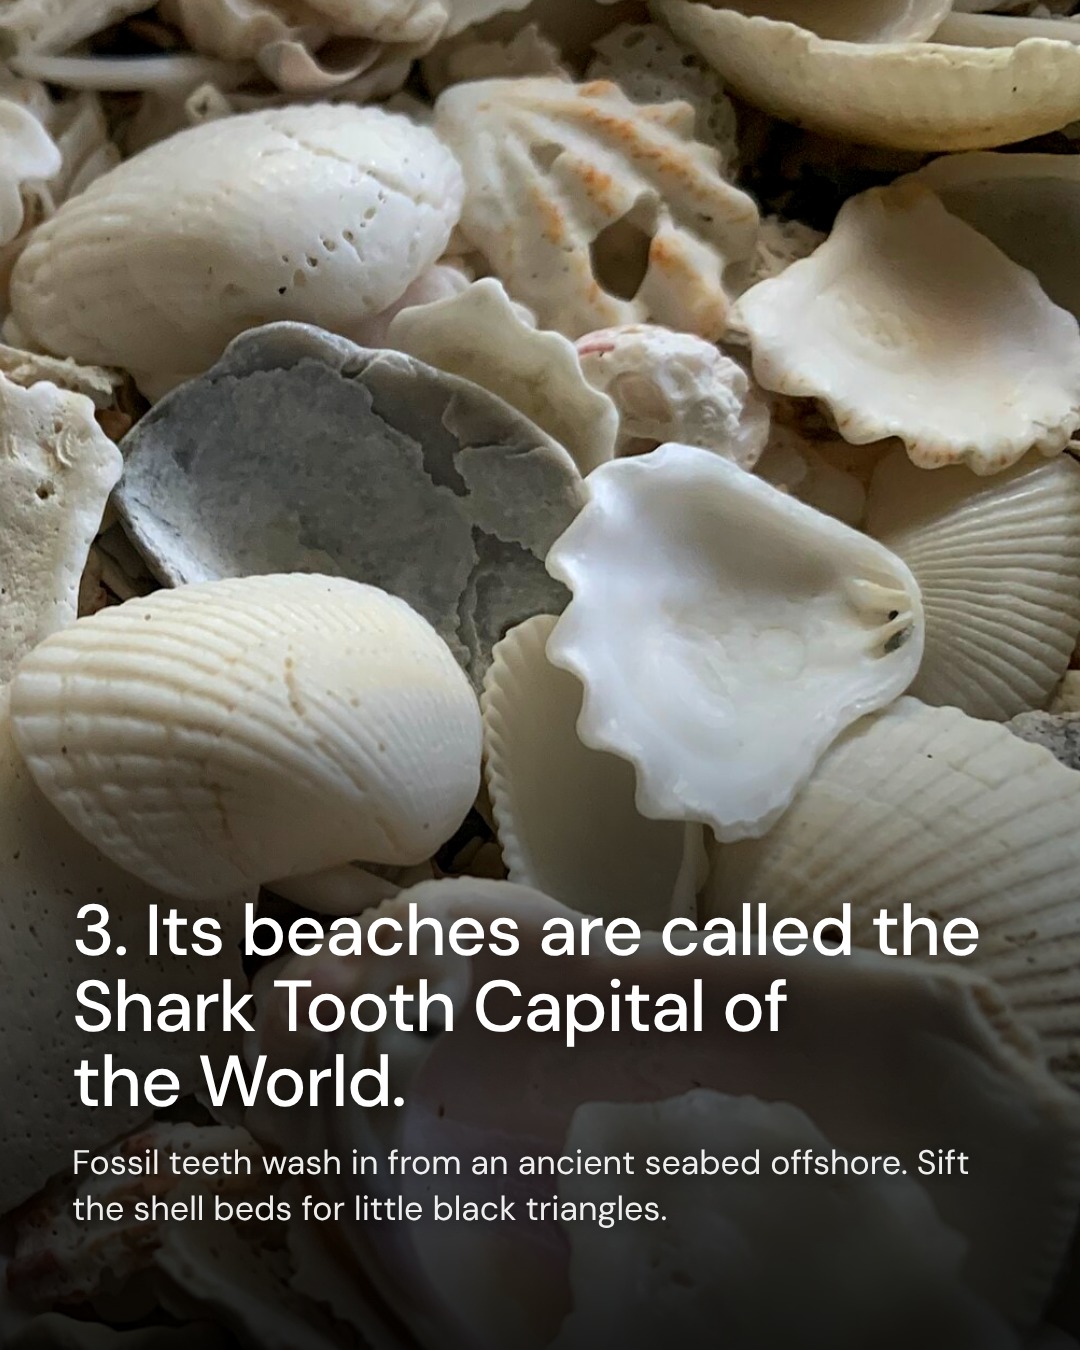 3. Its beaches are called the
Shark Tooth Capital of
the World.
Fossil teeth wash in from an ancient seabed offshore. Sift
the shell beds for little black triangles.